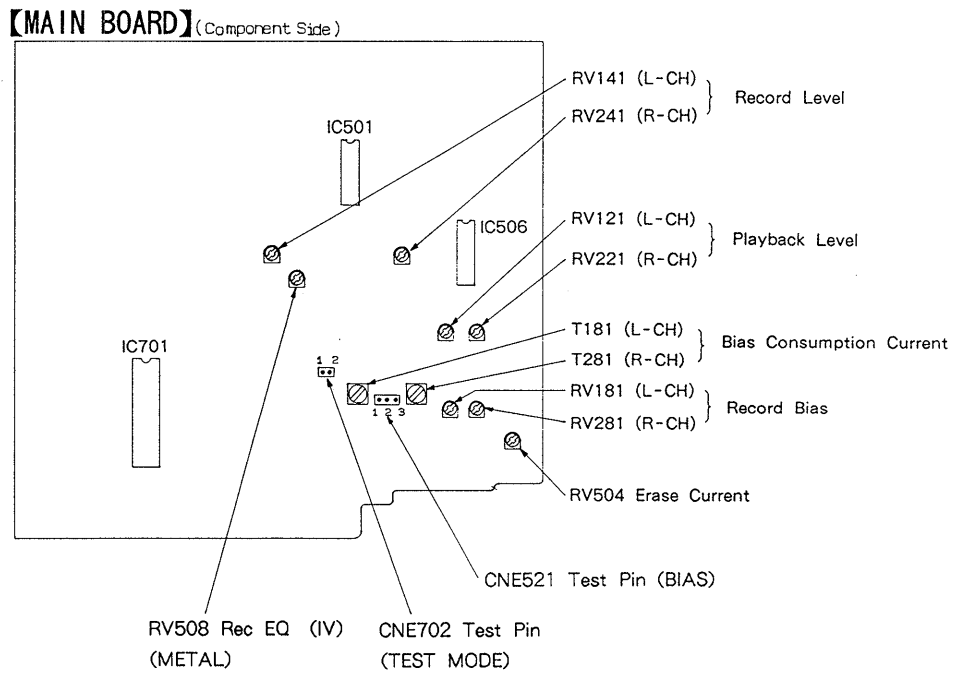 【MAIN BOARD】(Component Side)
RV141 (L-CH)
Record Level
RV241 (R-CH)
IC501
RV121 (L-CH)
IC506
Playback Level
RV221 (R-CH)
T181 (L-CH)
Bias Consumption Current
IC701
1 2
T281 (R-CH)
RV181 (L-CH)
Record Bias
1 2 3
RV281 (R-CH)
RV504 Erase Current
CNE521 Test Pin (BIAS)
RV508 Rec EQ (IV)
(METAL)
CNE702 Test Pin
(TEST MODE)